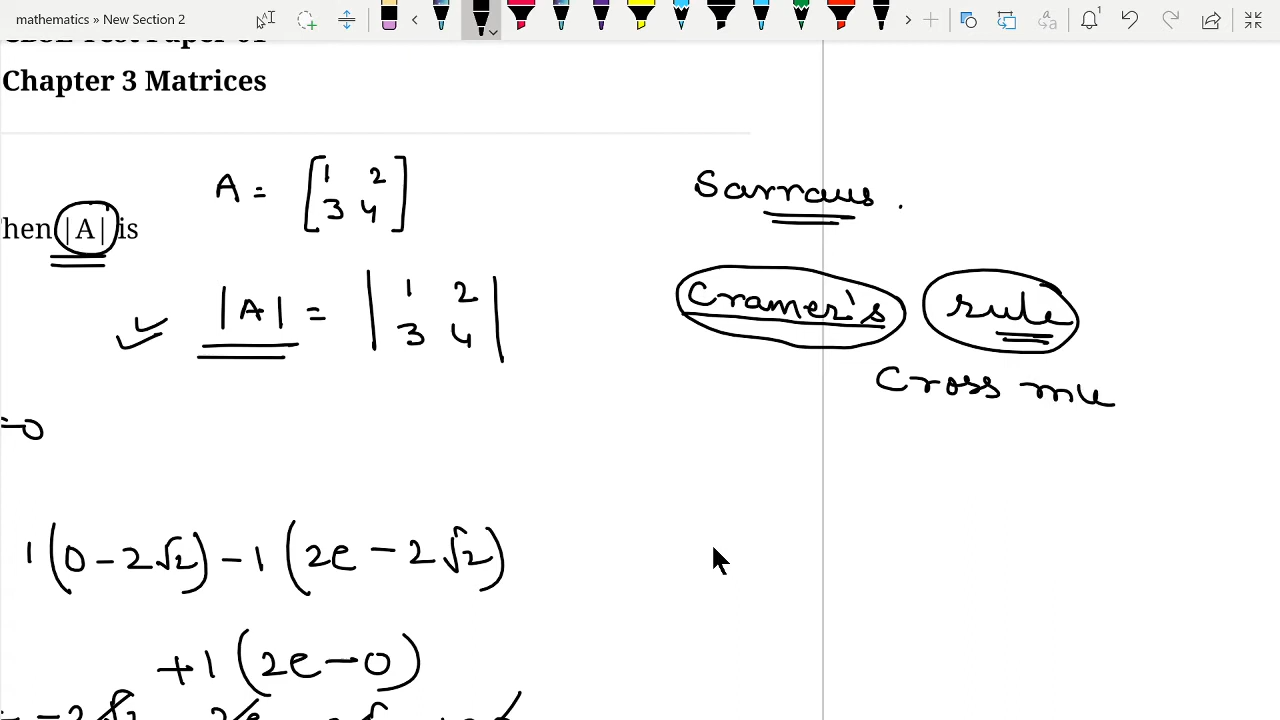 mathematics » New Section 2
Chapter 3 Matrices
A = [1 2
3 4]
Sarraus.
hen |A| is
|A| = |1 2
3 4|
Cramer's rule
Cross mu
=0
1(0-2√2)-1(2e-2√2)
+1(2e-0)